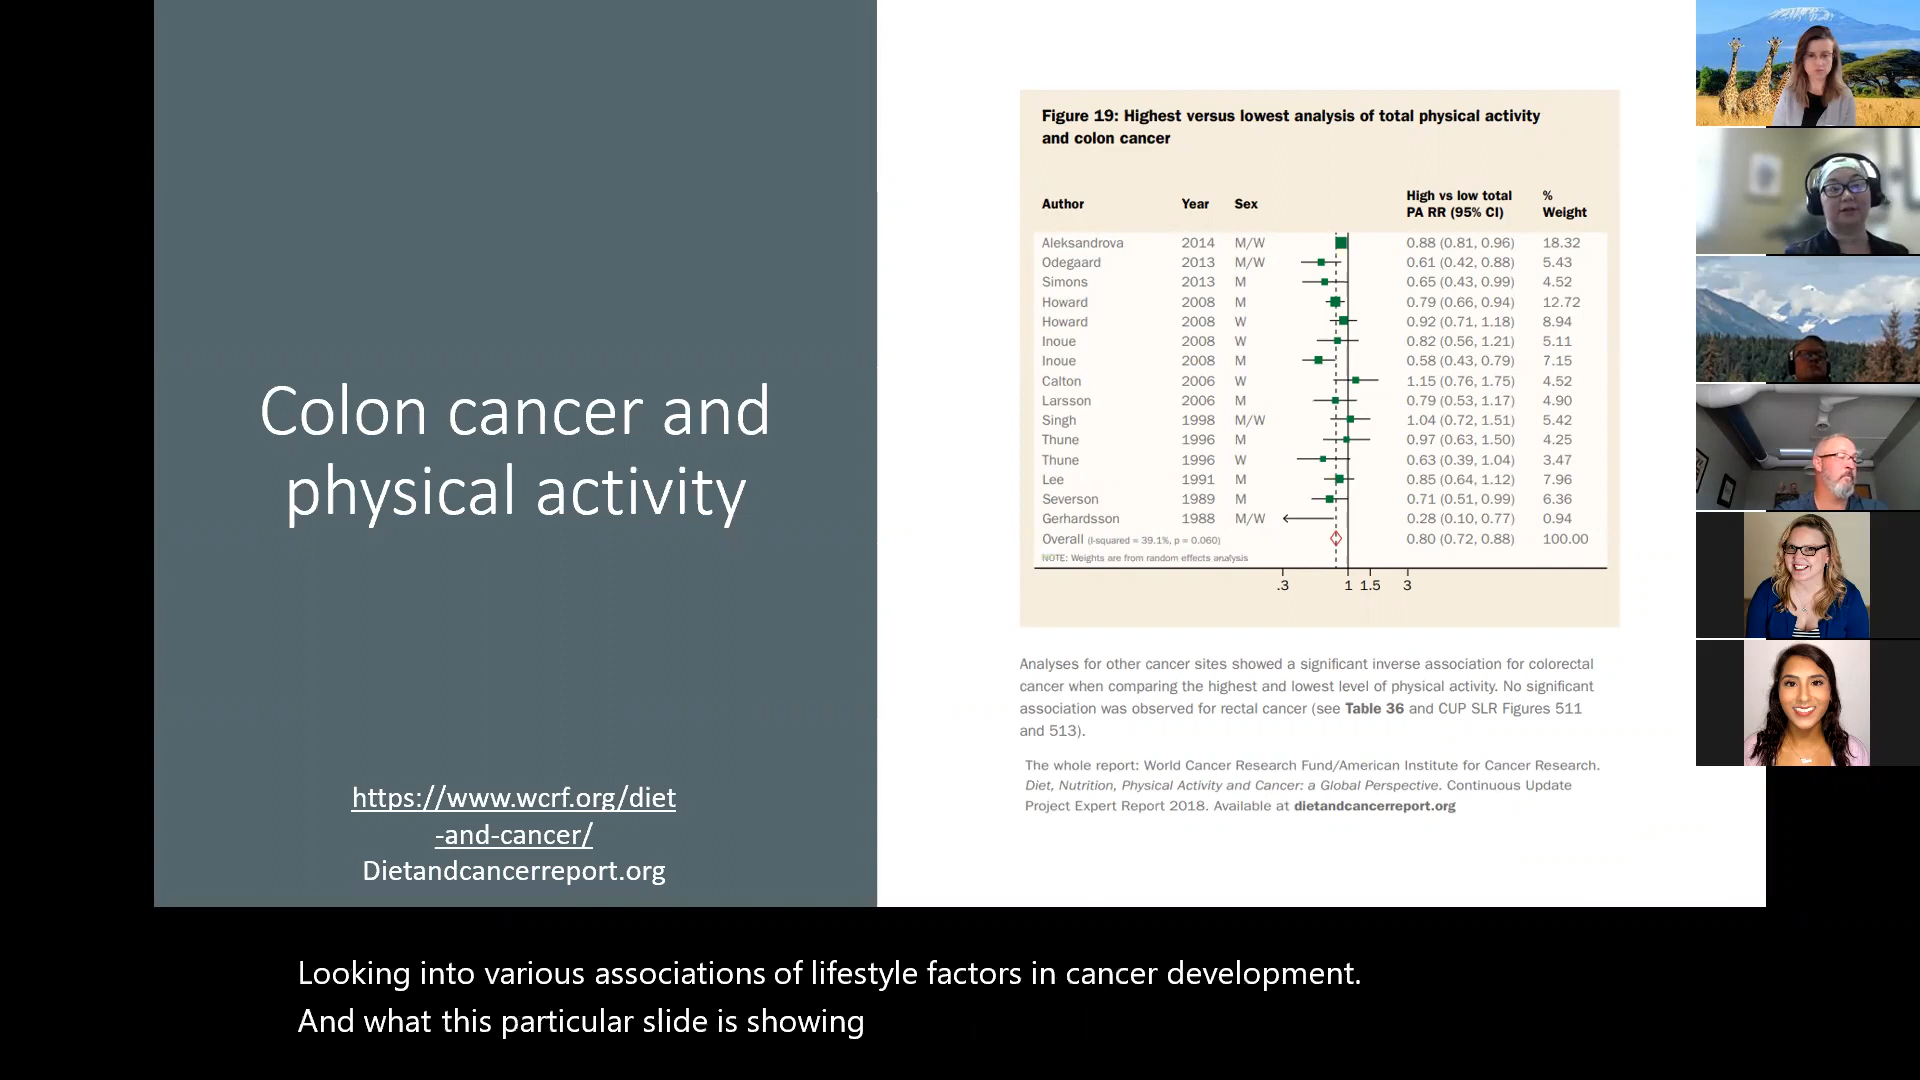 Colon cancer and
physical activity
https://www.wcrf.org/diet
-and-cancer/
Dietandcancerreport.org
Figure 19: Highest versus lowest analysis of total physical activity
and colon cancer
Author Year Sex High vs low total PA RR (95% CI) % Weight
Aleksandrova 2014 M/W 0.88 (0.81, 0.96) 18.32
Odegaard 2013 M/W 0.61 (0.42, 0.88) 5.43
Simons 2013 M 0.65 (0.43, 0.99) 4.52
Howard 2008 M 0.79 (0.66, 0.94) 12.72
Howard 2008 W 0.92 (0.71, 1.18) 8.94
Inoue 2008 W 0.82 (0.56, 1.21) 5.11
Inoue 2008 M 0.58 (0.43, 0.79) 7.15
Calton 2006 W 1.15 (0.76, 1.75) 4.52
Larsson 2006 M 0.79 (0.53, 1.17) 4.90
Singh 1998 M/W 1.04 (0.72, 1.51) 5.42
Thune 1996 M 0.97 (0.63, 1.50) 4.25
Thune 1996 W 0.63 (0.39, 1.04) 3.47
Lee 1991 M 0.85 (0.64, 1.12) 7.96
Severson 1989 M 0.71 (0.51, 0.99) 6.36
Gerhardsson 1988 M/W 0.28 (0.10, 0.77) 0.94
Overall (I-squared = 39.1%, p = 0.060) 0.80 (0.72, 0.88) 100.00
NOTE: Weights are from random effects analysis
.3 1 1.5 3
Analyses for other cancer sites showed a significant inverse association for colorectal
cancer when comparing the highest and lowest level of physical activity. No significant
association was observed for rectal cancer (see Table 36 and CUP SLR Figures 511
and 513).
The whole report: World Cancer Research Fund/American Institute for Cancer Research.
Diet, Nutrition, Physical Activity and Cancer: a Global Perspective. Continuous Update
Project Expert Report 2018. Available at dietandcancerreport.org
Looking into various associations of lifestyle factors in cancer development.
And what this particular slide is showing